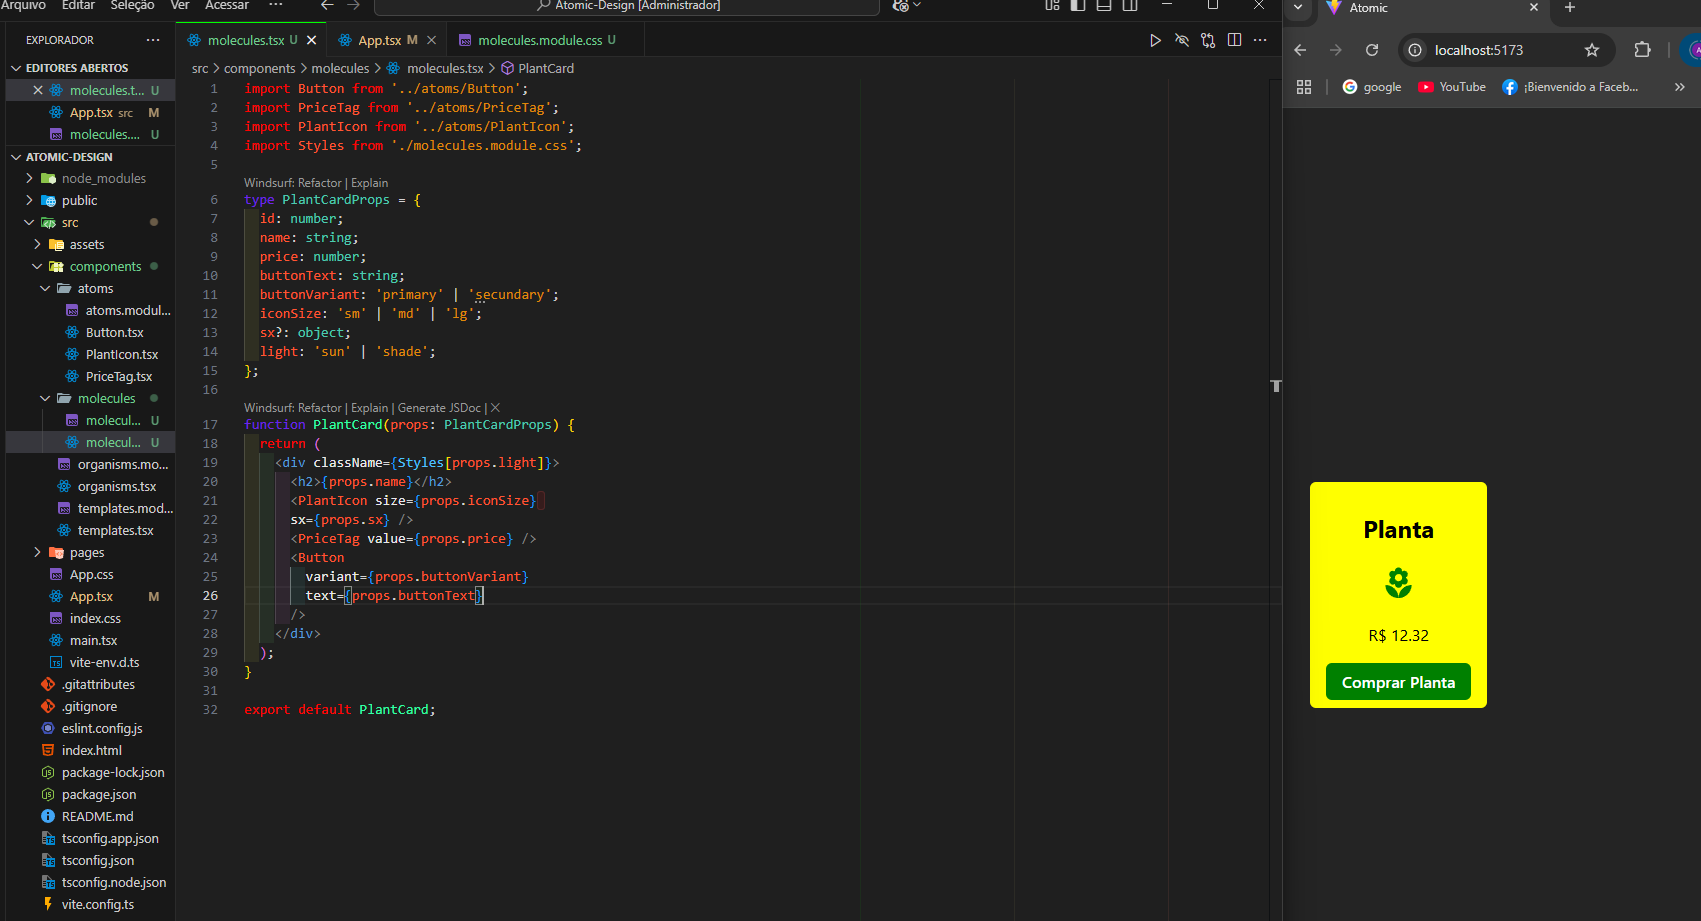 Arquivo Editar Seleção Ver Acessar ···
Atomic-Design [Administrador]
EXPLORADOR ···
EDITORES ABERTOS
molecules.t... U
App.tsx src M
molecules.... U
ATOMIC-DESIGN
node_modules
public
src
assets
components
atoms
atoms.modul...
Button.tsx
PlantIcon.tsx
PriceTag.tsx
molecules
molecul... U
molecul... U
organisms.mo...
organisms.tsx
templates.mod...
templates.tsx
pages
App.css
App.tsx M
index.css
main.tsx
vite-env.d.ts
.gitattributes
.gitignore
eslint.config.js
index.html
package-lock.json
package.json
README.md
tsconfig.app.json
tsconfig.json
tsconfig.node.json
vite.config.ts
molecules.tsx U
App.tsx M
molecules.module.css U
src > components > molecules > molecules.tsx > PlantCard
1 import Button from '../atoms/Button';
2 import PriceTag from '../atoms/PriceTag';
3 import PlantIcon from '../atoms/PlantIcon';
4 import Styles from './molecules.module.css';
5
Windsurf: Refactor | Explain
6 type PlantCardProps = {
7 id: number;
8 name: string;
9 price: number;
10 buttonText: string;
11 buttonVariant: 'primary' | 'secundary';
12 iconSize: 'sm' | 'md' | 'lg';
13 sx?: object;
14 light: 'sun' | 'shade';
15 };
16
Windsurf: Refactor | Explain | Generate JSDoc | X
17 function PlantCard(props: PlantCardProps) {
18 return (
19 <div className={Styles[props.light]}>
20 <h2>{props.name}</h2>
21 <PlantIcon size={props.iconSize}
22 sx={props.sx} />
23 <PriceTag value={props.price} />
24 <Button
25 variant={props.buttonVariant}
26 text={props.buttonText}
27 />
28 </div>
29 );
30 }
31
32 export default PlantCard;
Atomic
localhost:5173
google
YouTube
¡Bienvenido a Faceb...
Planta
R$ 12.32
Comprar Planta